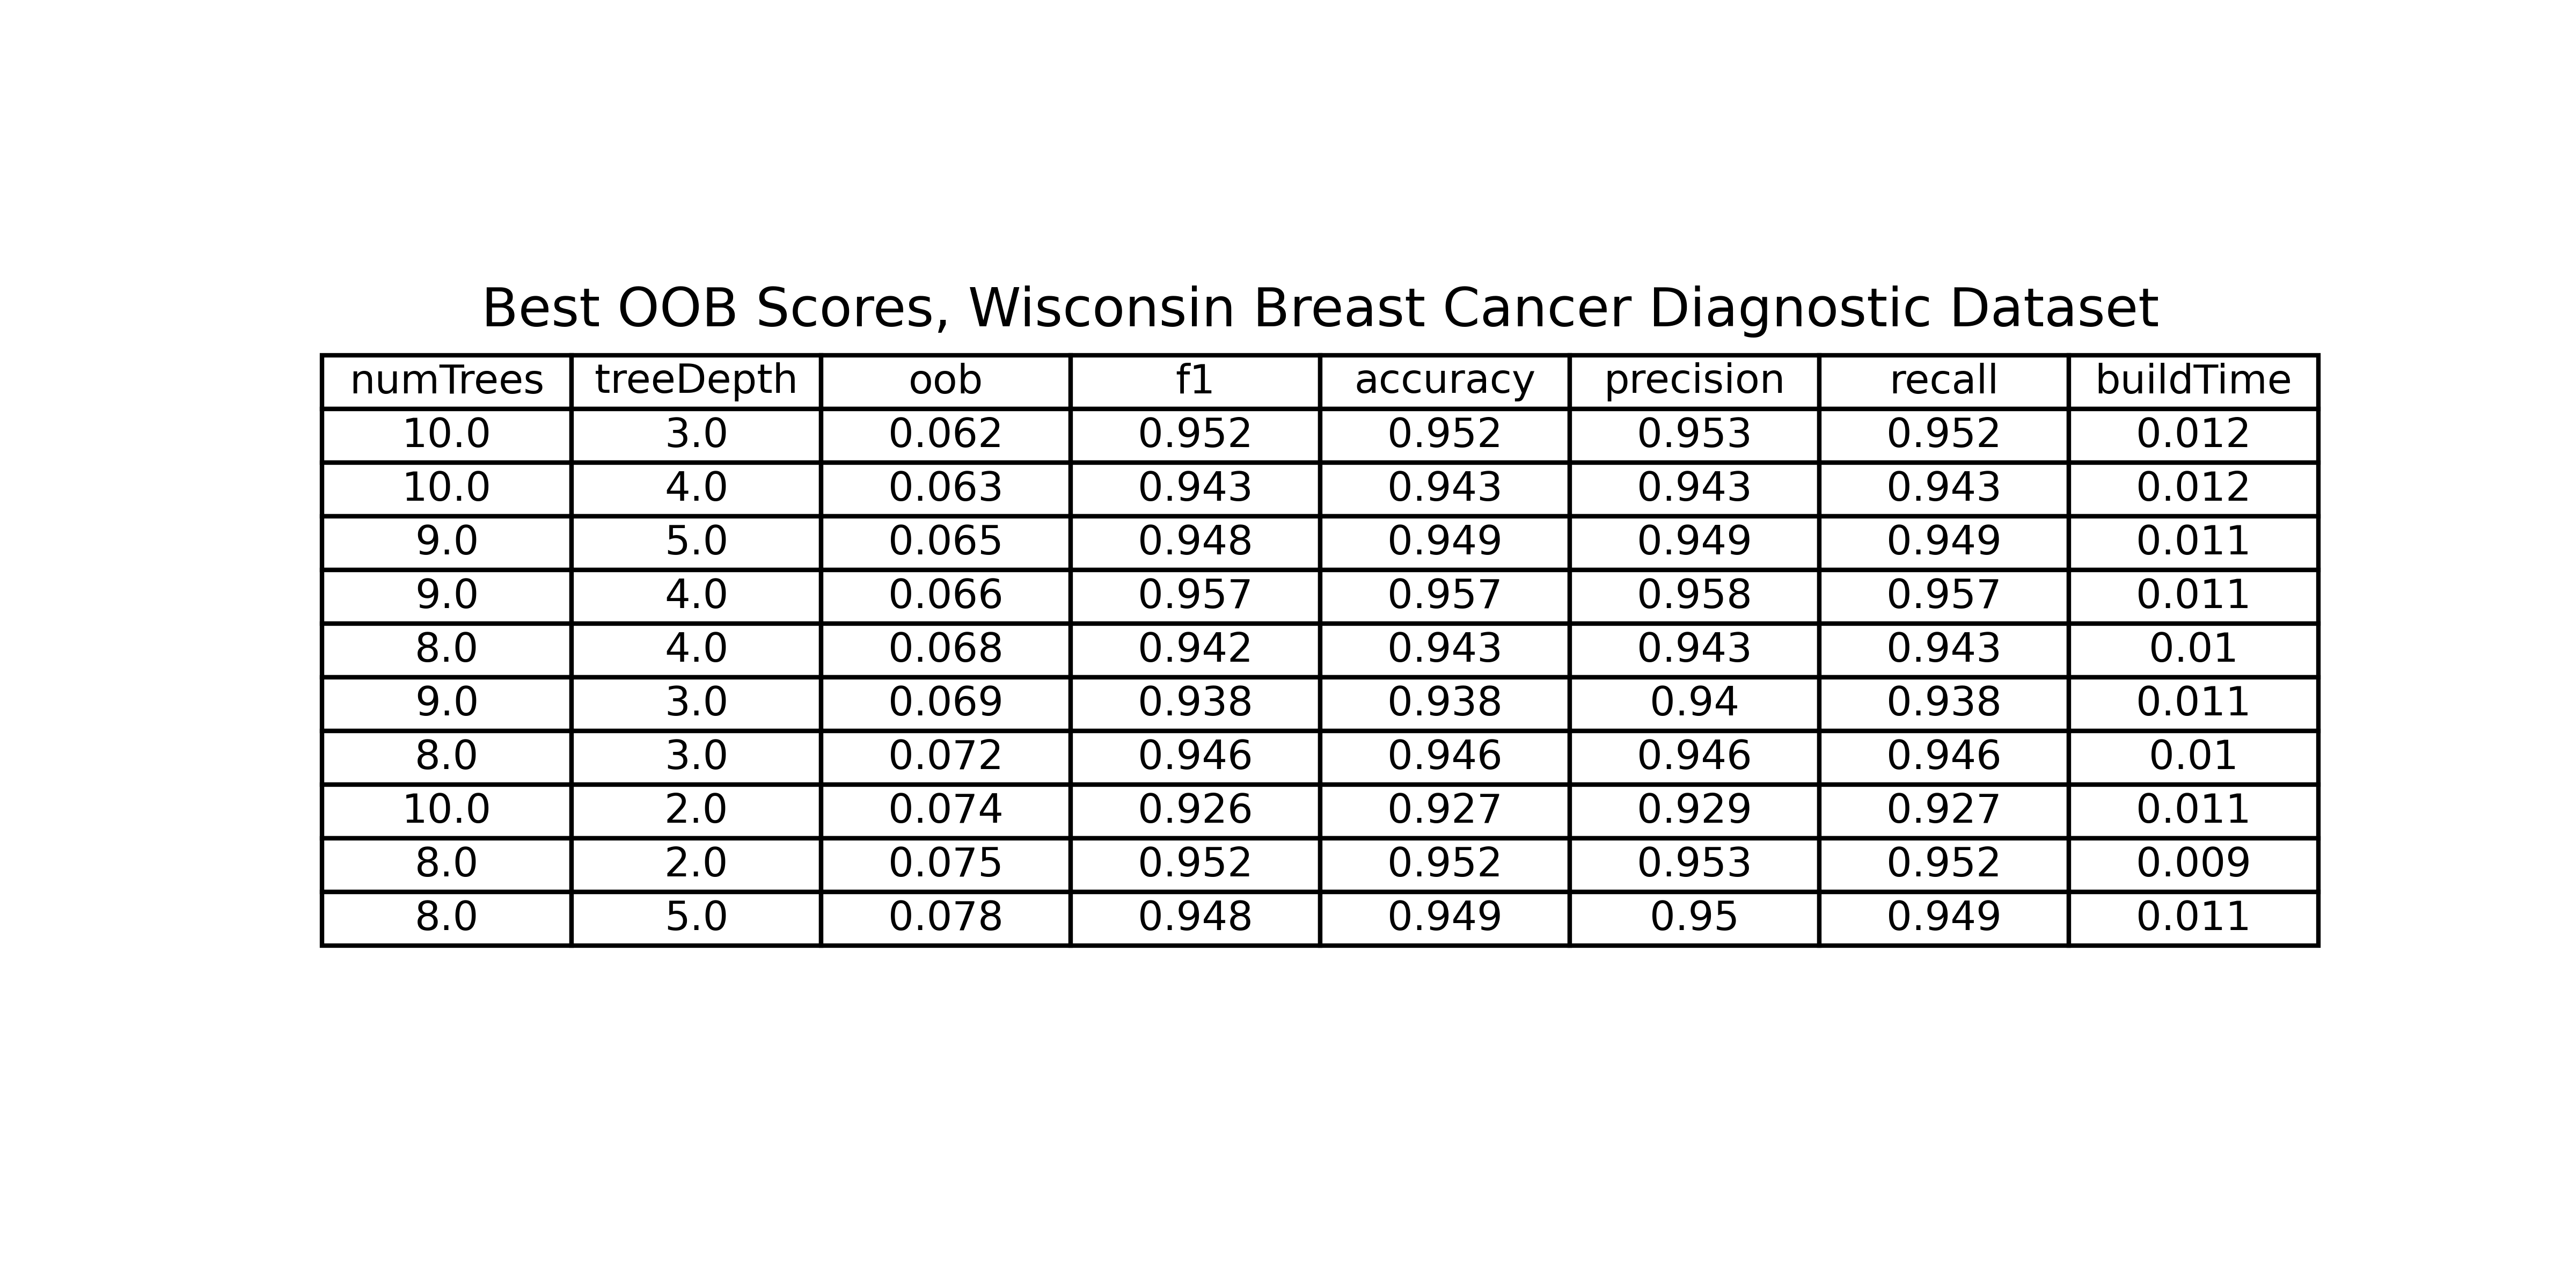 Best OOB Scores, Wisconsin Breast Cancer Diagnostic Dataset
numTrees treeDepth oob f1 accuracy precision recall buildTime
10.0 3.0 0.062 0.952 0.952 0.953 0.952 0.012
10.0 4.0 0.063 0.943 0.943 0.943 0.943 0.012
9.0 5.0 0.065 0.948 0.949 0.949 0.949 0.011
9.0 4.0 0.066 0.957 0.957 0.958 0.957 0.011
8.0 4.0 0.068 0.942 0.943 0.943 0.943 0.01
9.0 3.0 0.069 0.938 0.938 0.94 0.938 0.011
8.0 3.0 0.072 0.946 0.946 0.946 0.946 0.01
10.0 2.0 0.074 0.926 0.927 0.929 0.927 0.011
8.0 2.0 0.075 0.952 0.952 0.953 0.952 0.009
8.0 5.0 0.078 0.948 0.949 0.95 0.949 0.011